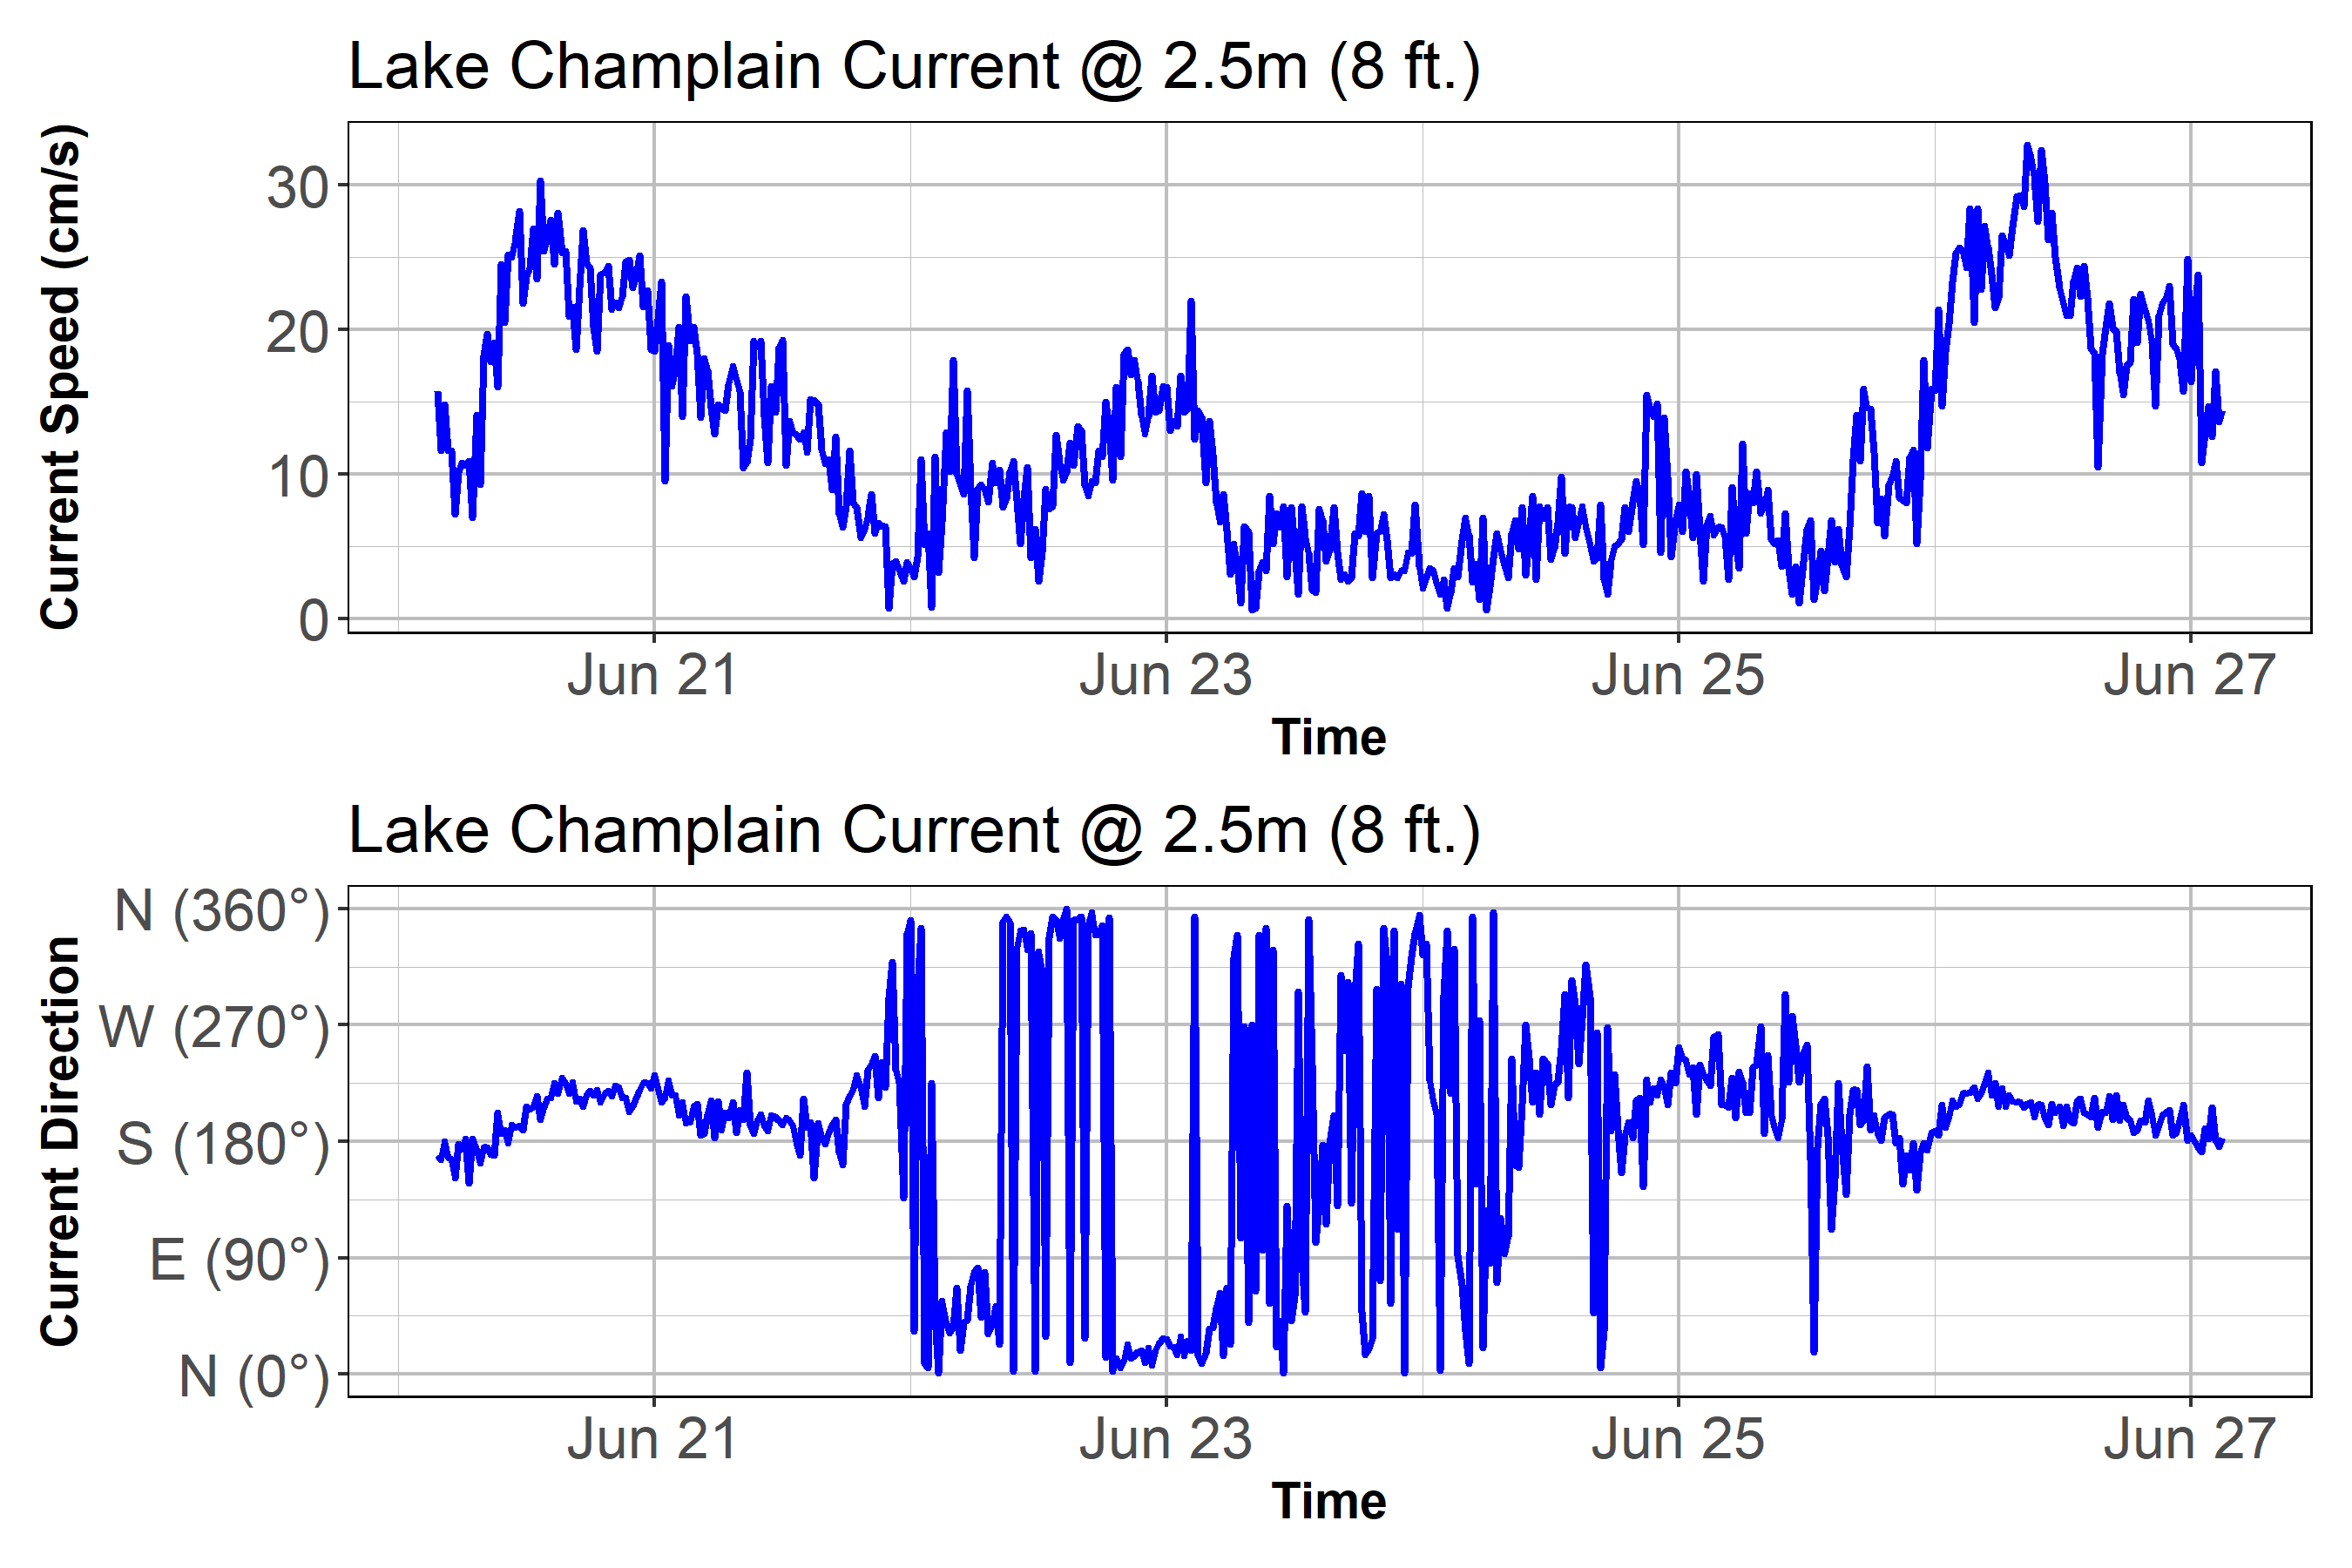 Lake Champlain Current @ 2.5m (8 ft.)
Current Speed (cm/s)
30
20
10
0
Jun 21 Jun 23 Jun 25 Jun 27
Time
Lake Champlain Current @ 2.5m (8 ft.)
Current Direction
N (360°)
W (270°)
S (180°)
E (90°)
N (0°)
Jun 21 Jun 23 Jun 25 Jun 27
Time